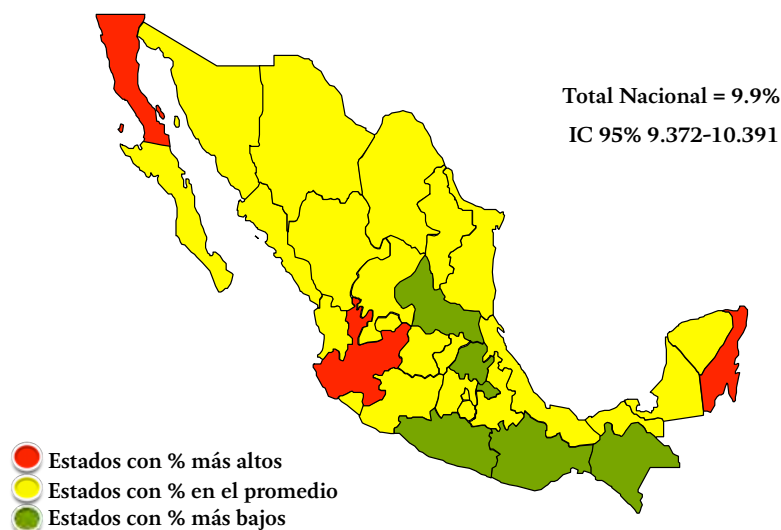 Total Nacional = 9.9%
IC 95% 9.372-10.391
Estados con % más altos
Estados con % en el promedio
Estados con % más bajos